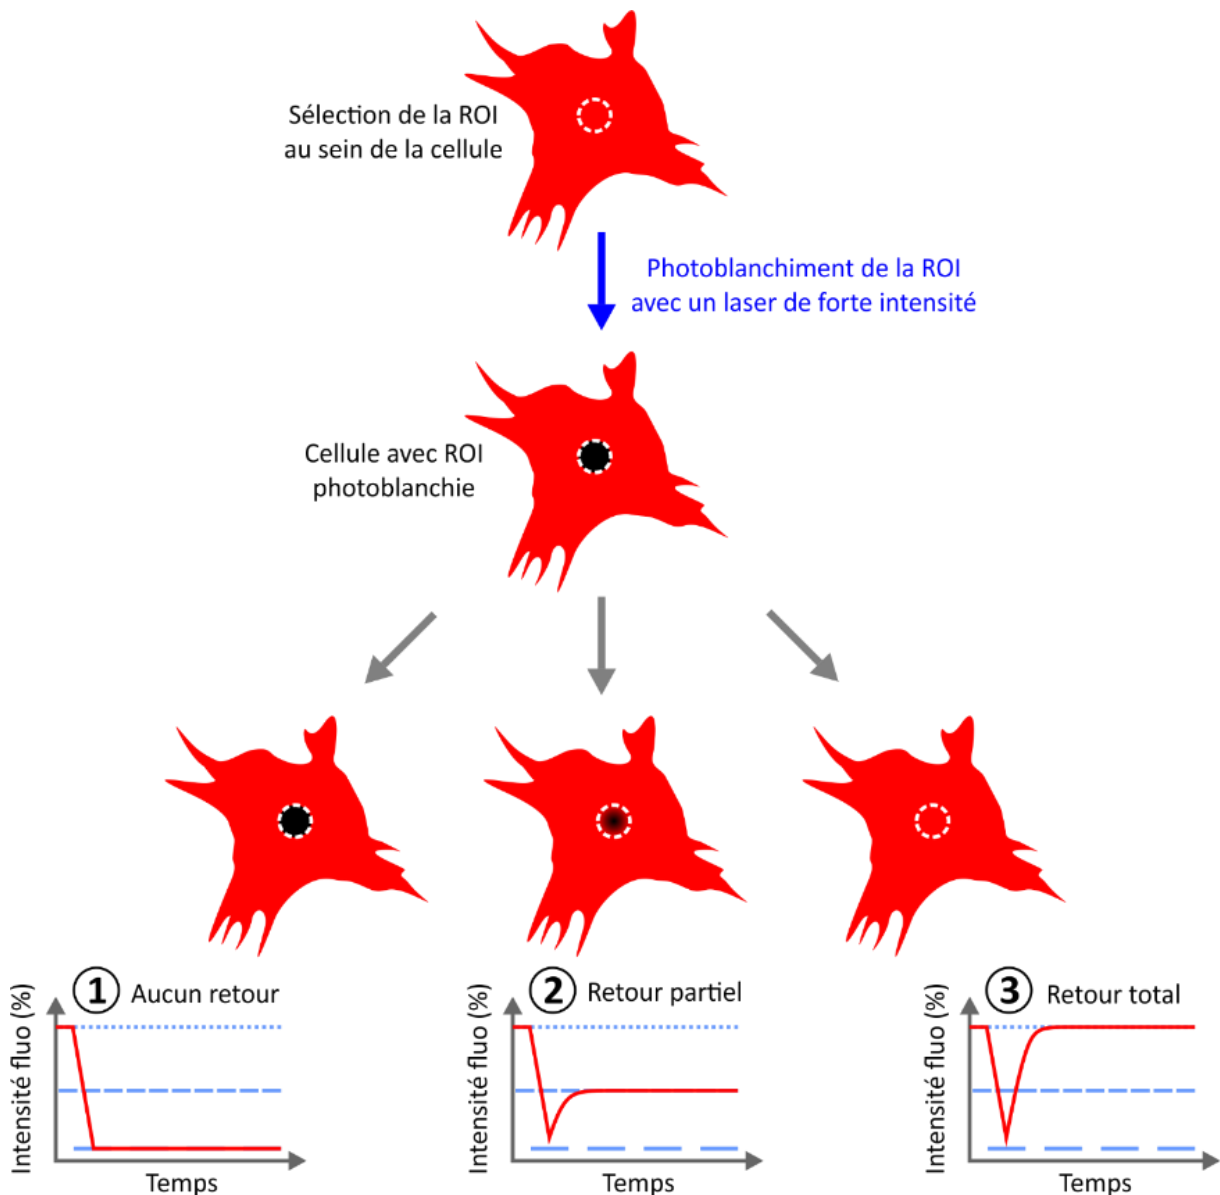 Sélection de la ROI
au sein de la cellule
Photoblanchiment de la ROI
avec un laser de forte intensité
Cellule avec ROI
photoblanchie
1 Aucun retour
Intensité fluo (%)
Temps
2 Retour partiel
Intensité fluo (%)
Temps
3 Retour total
Intensité fluo (%)
Temps